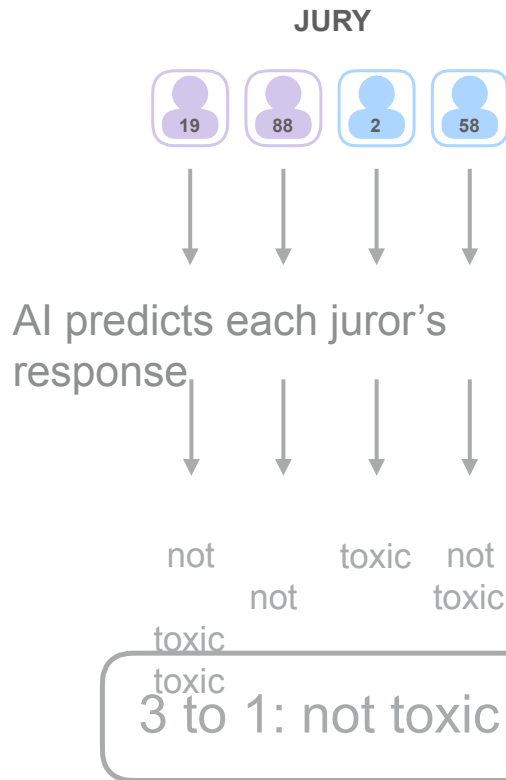 JURY
19 88 2 58
AI predicts each juror's
response
not toxic not
not toxic
toxic
toxic
3 to 1: not toxic